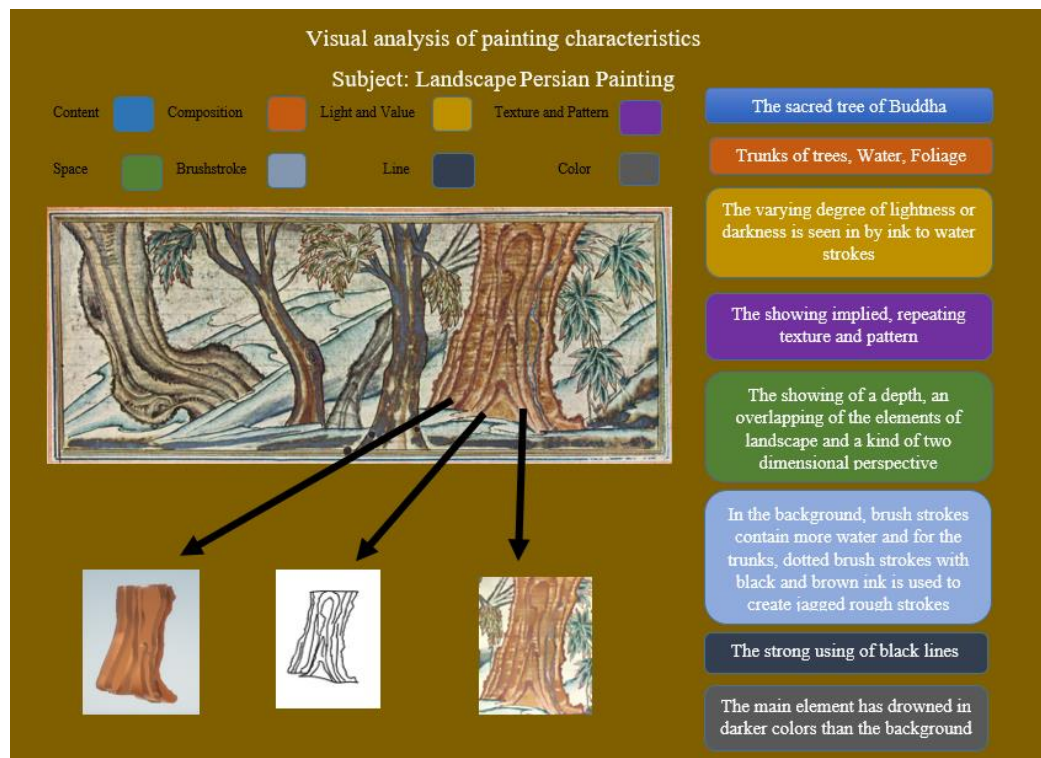 Visual analysis of painting characteristics
Subject: Landscape Persian Painting
Content
Composition
Light and Value
Texture and Pattern
Space
Brushstroke
Line
Color
The sacred tree of Buddha
Trunks of trees, Water, Foliage
The varying degree of lightness or
darkness is seen in by ink to water
strokes
The showing implied, repeating
texture and pattern
The showing of a depth, an
overlapping of the elements of
landscape and a kind of two
dimensional perspective
In the background, brush strokes
contain more water and for the
trunks, dotted brush strokes with
black and brown ink is used to
create jagged rough strokes
The strong using of black lines
The main element has drowned in
darker colors than the background